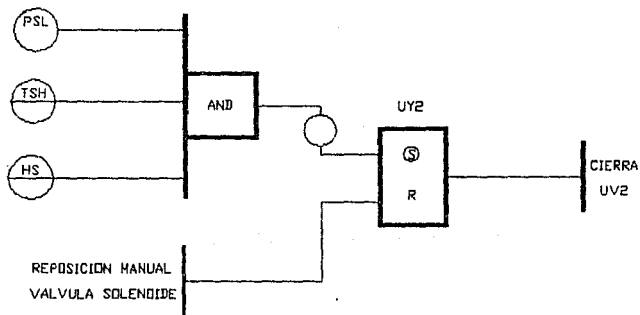 PSL
TSH
AND
HS
UY2
S
R
CIERRA
UV2
REPOSICION MANUAL
VALVULA SOLENOIDE